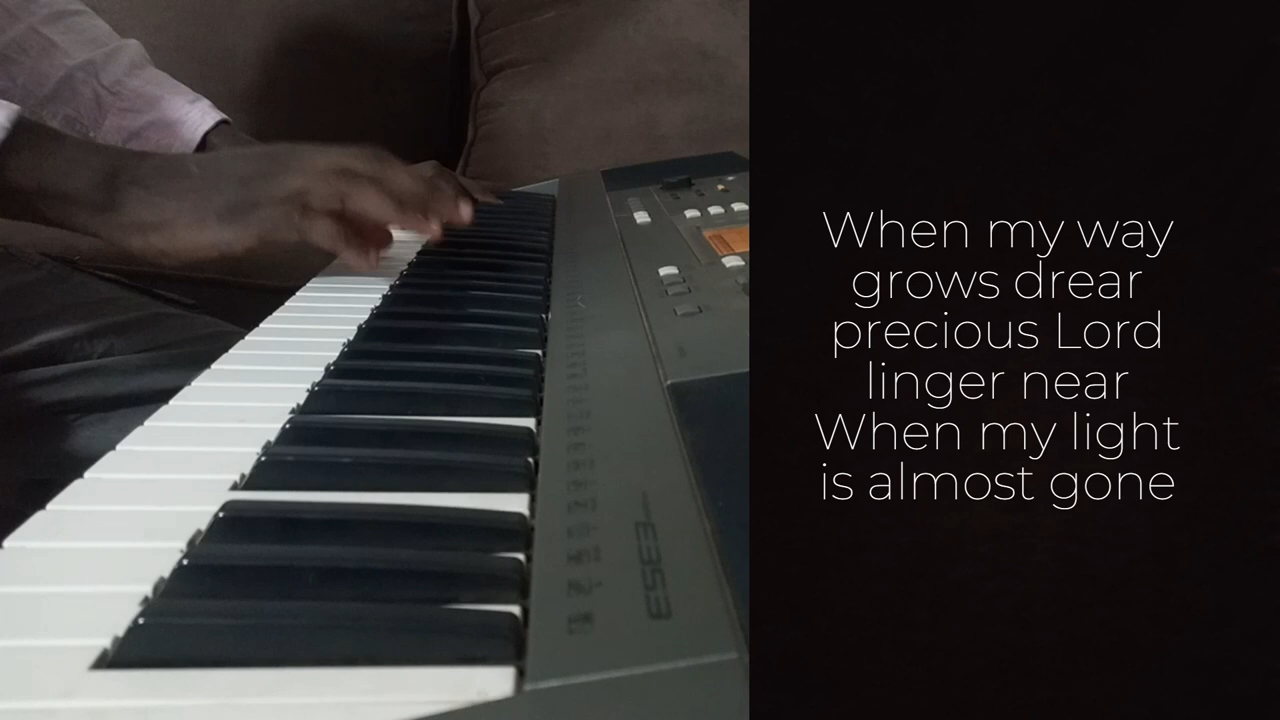 When my way
grows drear
precious Lord
linger near
When my light
is almost gone